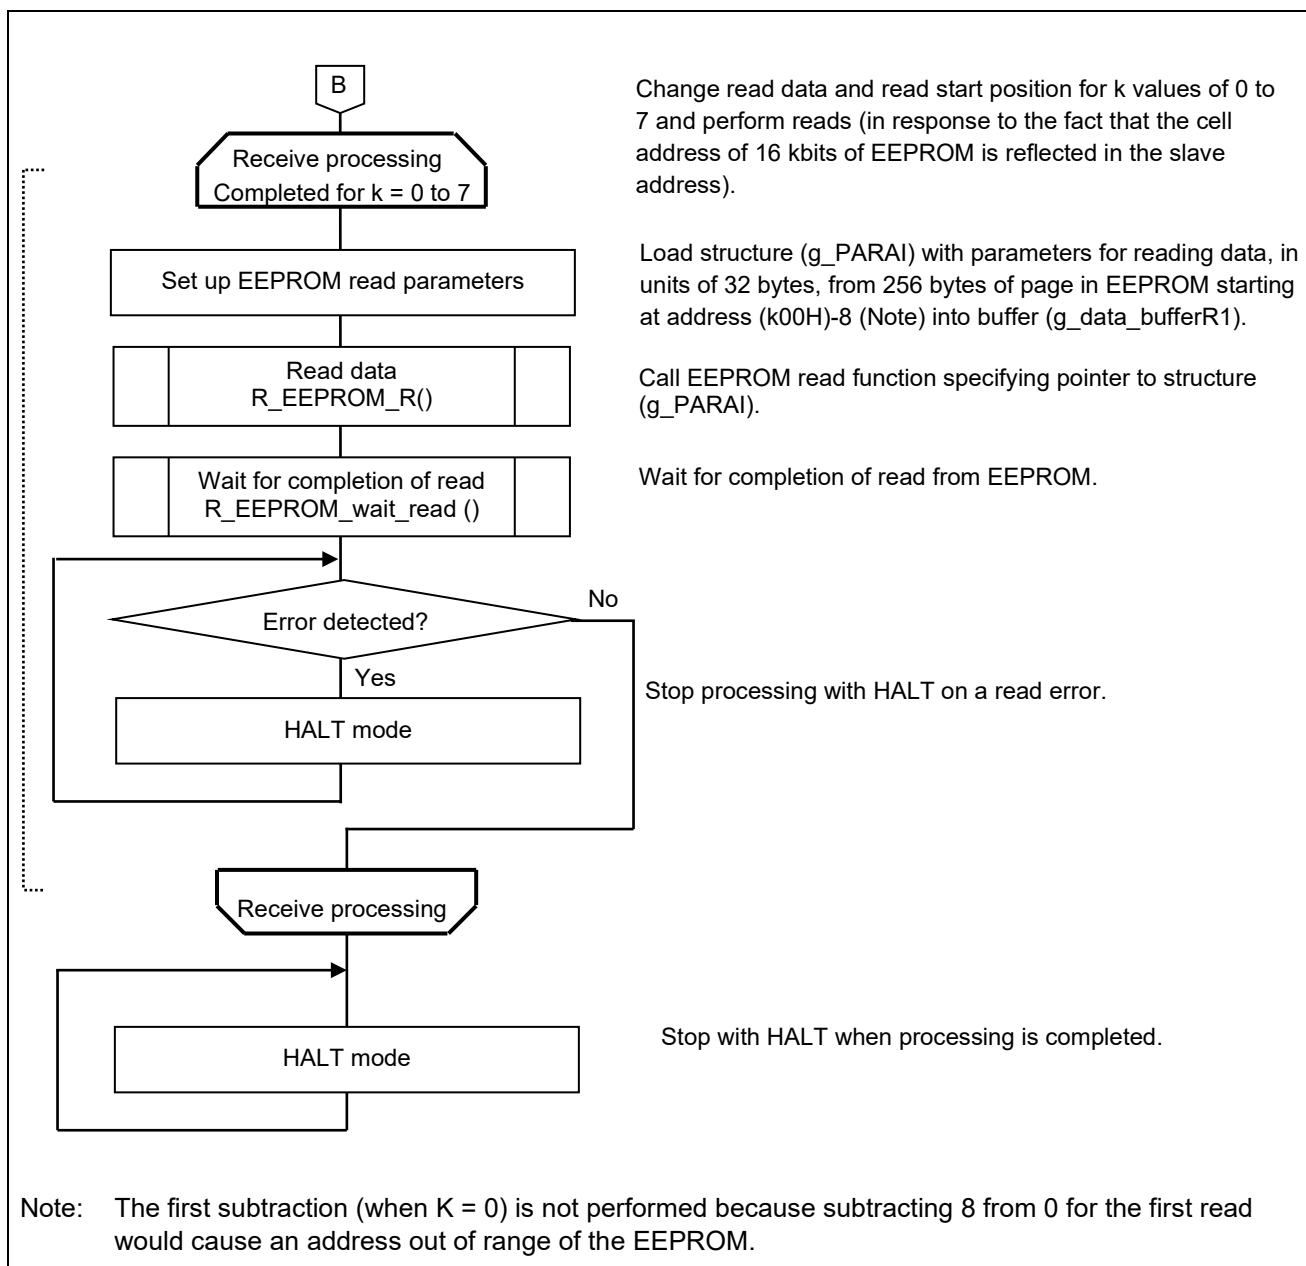 B
Change read data and read start position for k values of 0 to
7 and perform reads (in response to the fact that the cell
address of 16 kbits of EEPROM is reflected in the slave
address).
Receive processing
Completed for k = 0 to 7
Load structure (g_PARAI) with parameters for reading data, in
units of 32 bytes, from 256 bytes of page in EEPROM starting
at address (k00H)-8 (Note) into buffer (g_data_bufferR1).
Set up EEPROM read parameters
Read data
R_EEPROM_R()
Call EEPROM read function specifying pointer to structure
(g_PARAI).
Wait for completion of read
R_EEPROM_wait_read ()
Wait for completion of read from EEPROM.
Error detected?
No
Yes
Stop processing with HALT on a read error.
HALT mode
Receive processing
Stop with HALT when processing is completed.
HALT mode
Note: The first subtraction (when K = 0) is not performed because subtracting 8 from 0 for the first read
would cause an address out of range of the EEPROM.